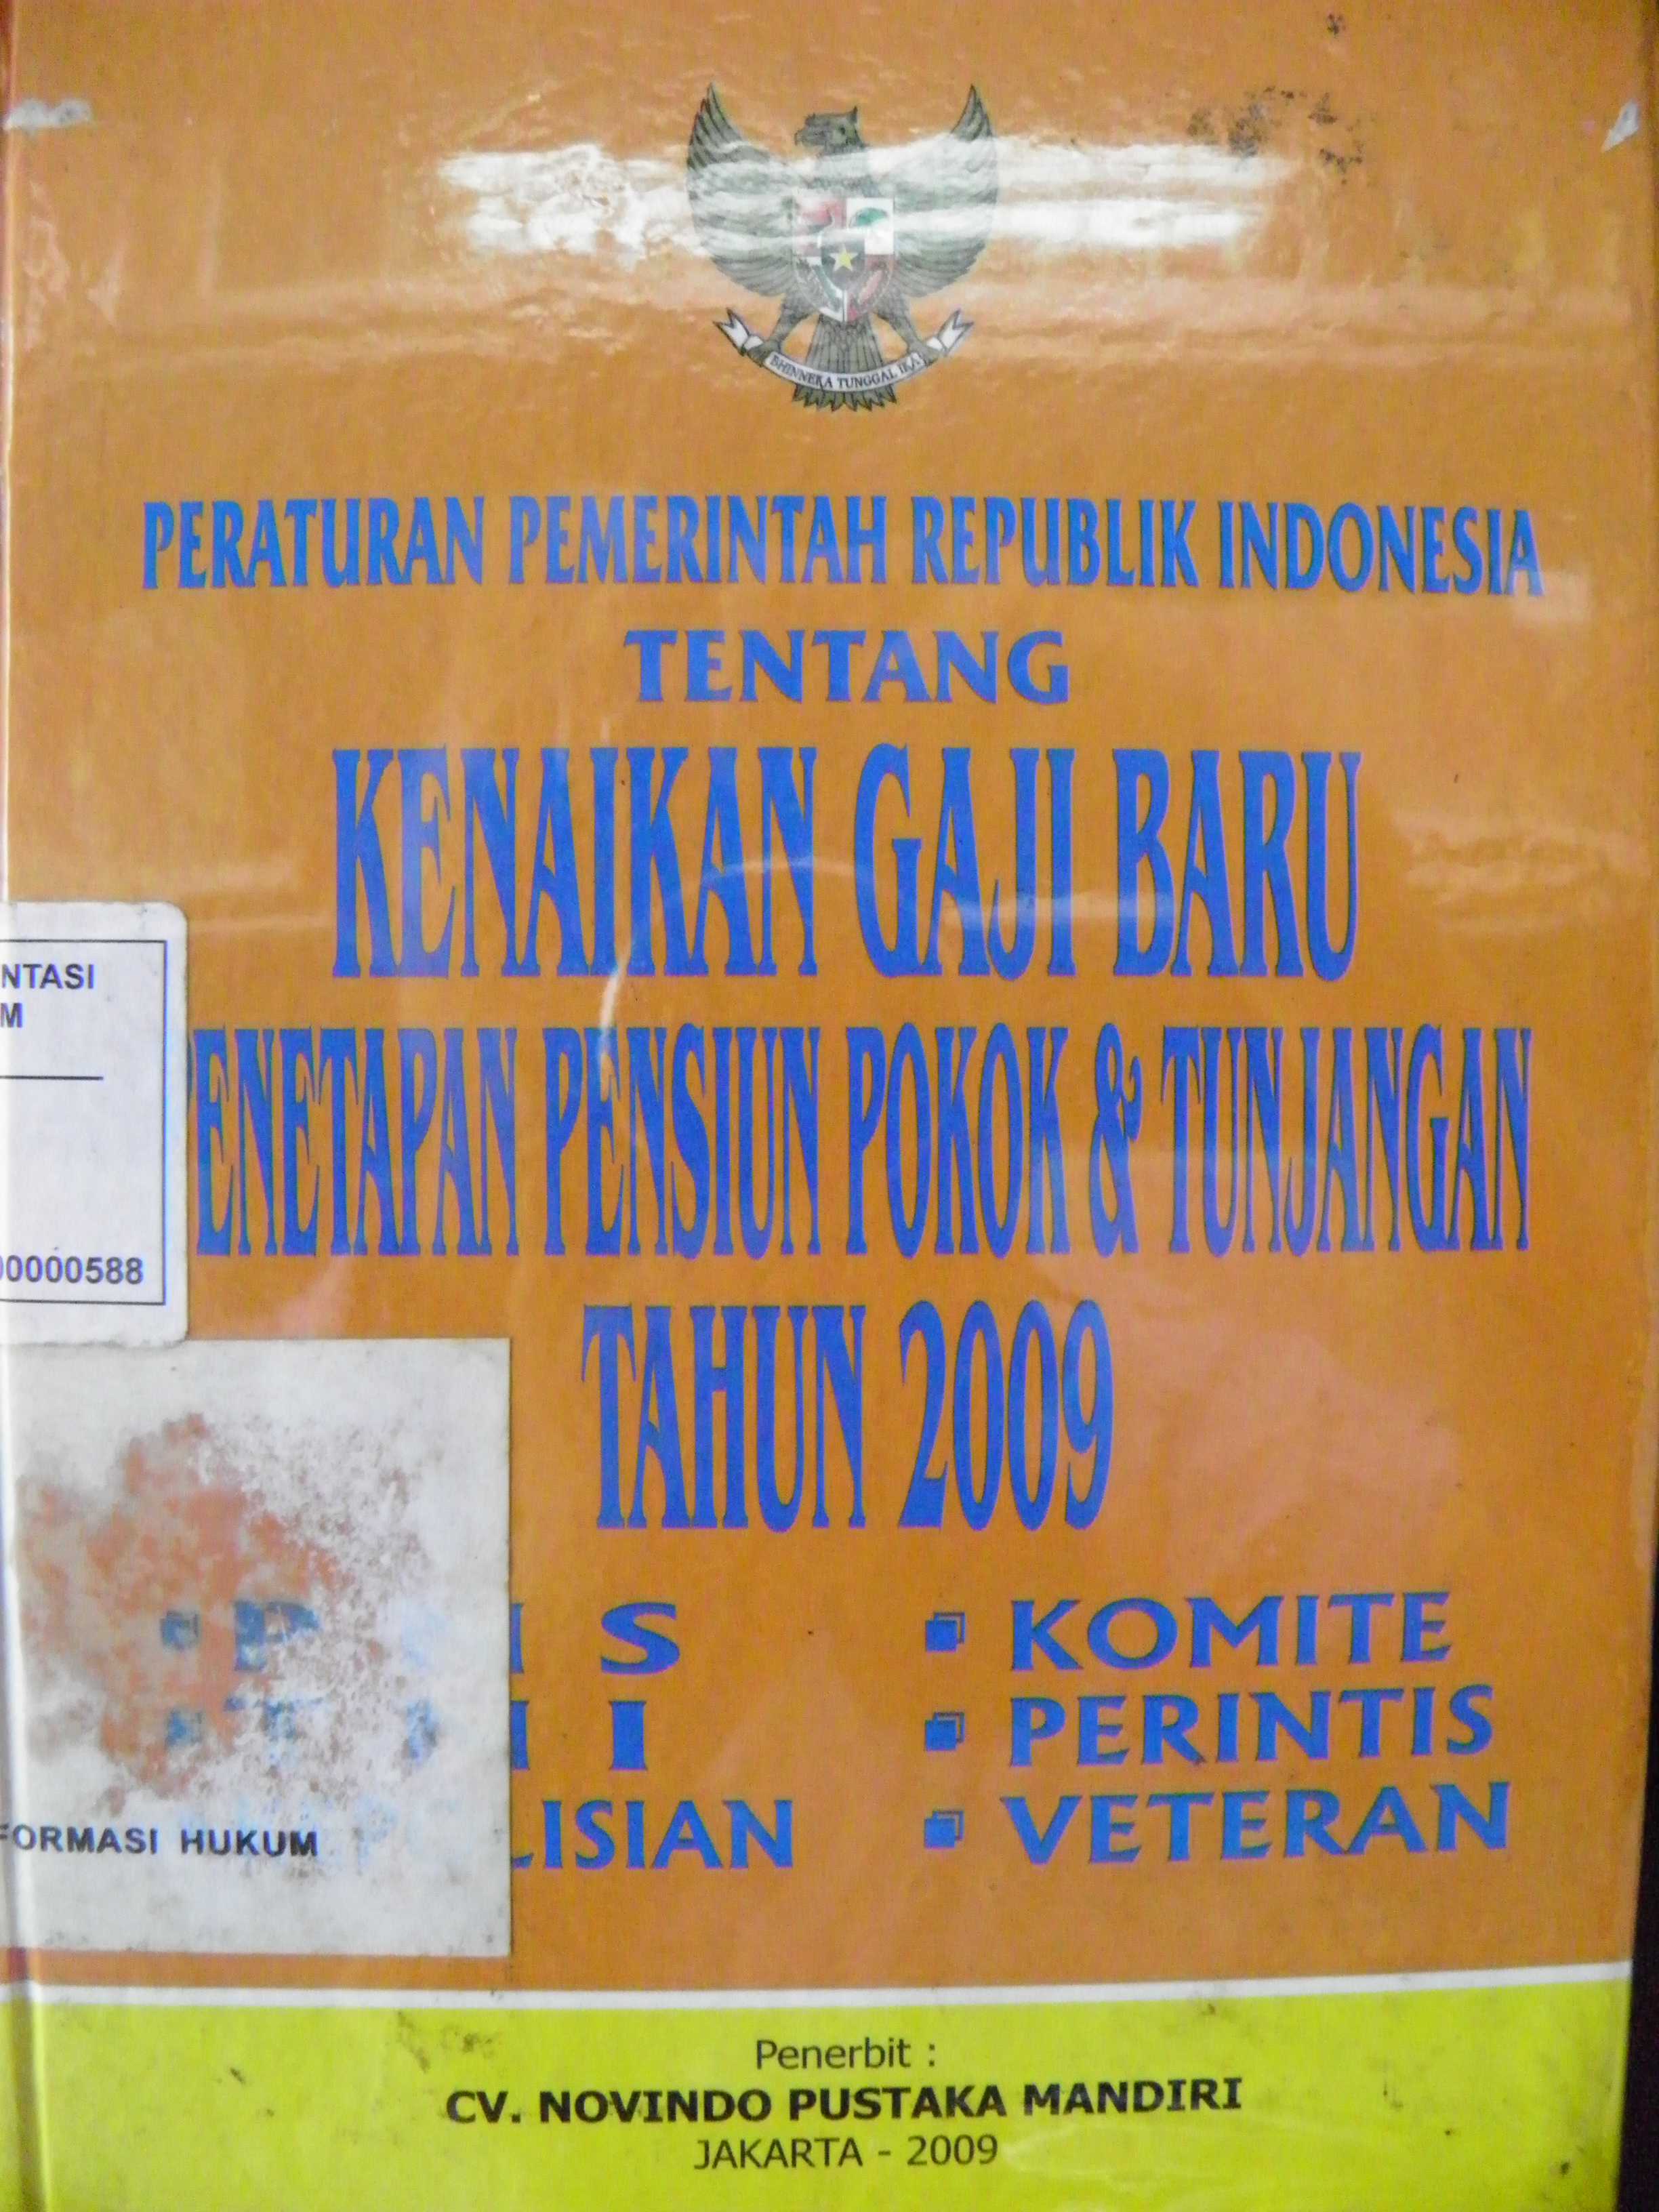 BHINNEKA TUNGGAL IKA
PERATURAN PEMERINTAH REPUBLIK INDONESIA
TENTANG
KENAIKAN GAJI BARU
PENETAPAN PENSIUN POKOK & TUNJANGAN
TAHUN 2009
NTASI
M
00000588
P N S
T N I
LISIAN
KOMITE
PERINTIS
VETERAN
FORMASI HUKUM
Penerbit :
CV. NOVINDO PUSTAKA MANDIRI
JAKARTA - 2009